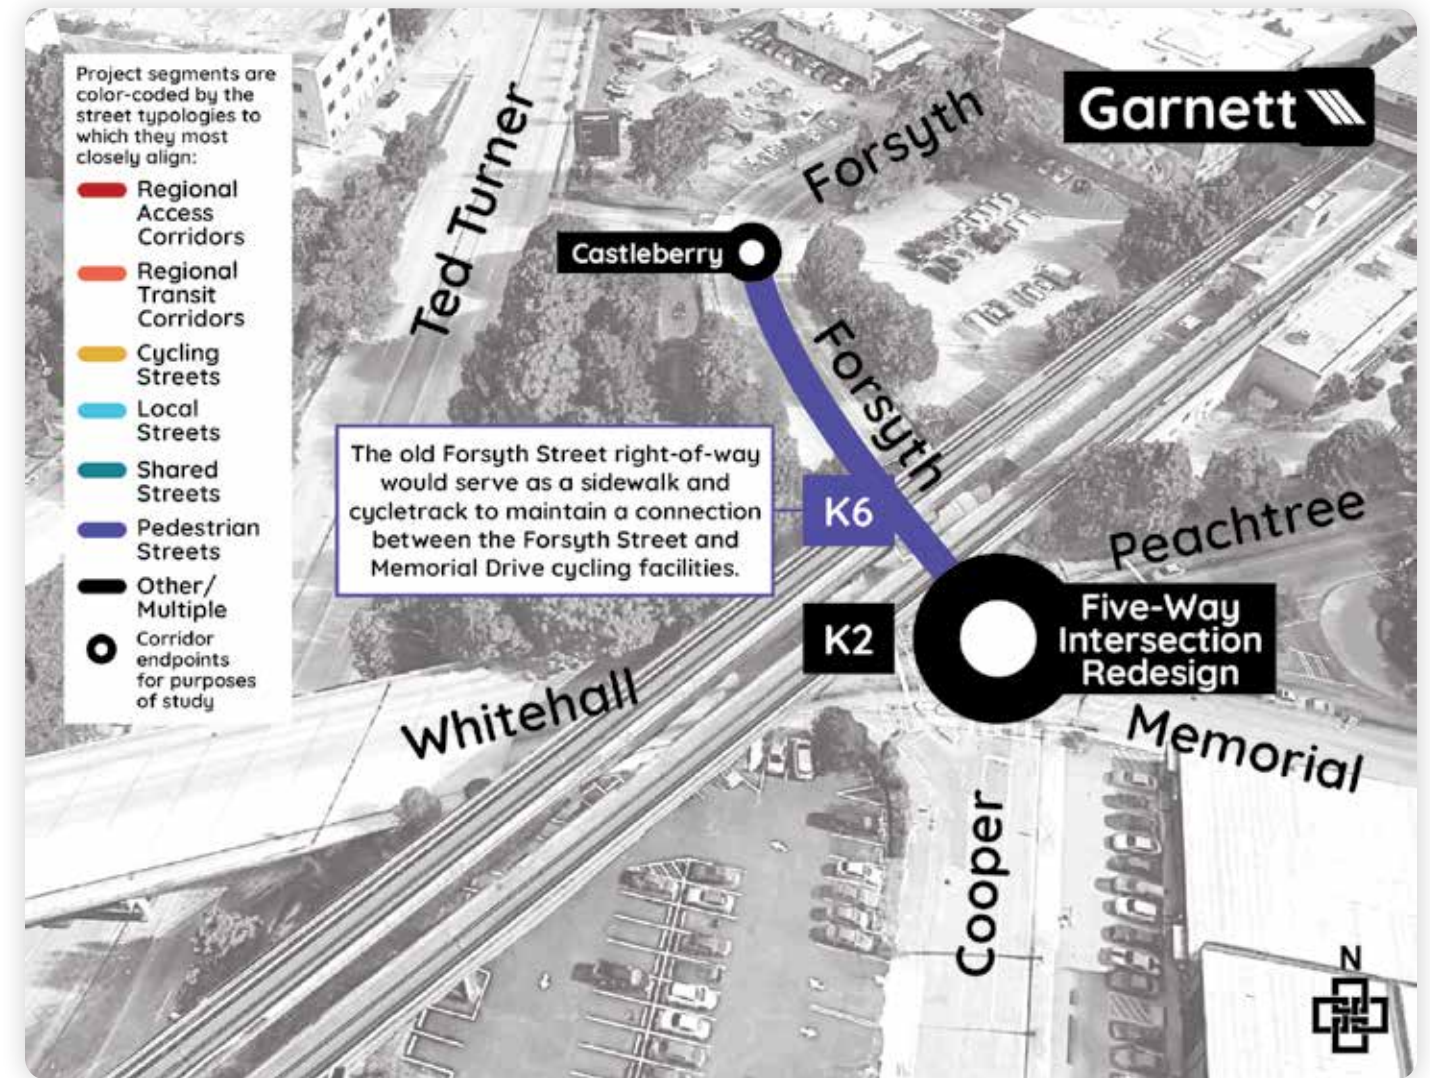 Project segments are
color-coded by the
street typologies to
which they most
closely align:
Regional
Access
Corridors
Regional
Transit
Corridors
Cycling
Streets
Local
Streets
Shared
Streets
Pedestrian
Streets
Other/
Multiple
Corridor
endpoints
for purposes
of study
Ted Turner
Forsyth
Garnett
Castleberry
Forsyth
The old Forsyth Street right-of-way
would serve as a sidewalk and
cycletrack to maintain a connection
between the Forsyth Street and
Memorial Drive cycling facilities.
K6
Peachtree
K2
Five-Way
Intersection
Redesign
Whitehall
Memorial
Cooper
N